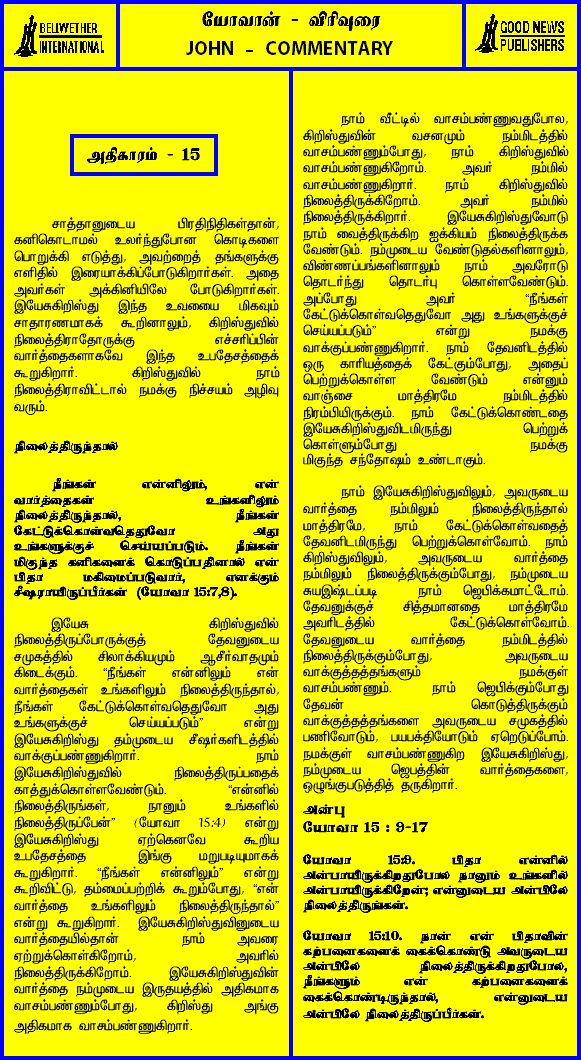 BELWETHER
INTERNATIONAL
யோவான் - விரிவுரை
JOHN - COMMENTARY
GOOD NEWS
PUBLISHERS
அதிகாரம் - 15
சாத்தானுடைய பிரதிநிதிகள்தான்,
கனிகொடாமல் உலர்ந்துபோன கொடிகளை
பொறுக்கி எடுத்து, அவற்றைத் தங்களுக்கு
எளிதில் இரையாக்கிப்போடுகிறார்கள். அதை
அவர்கள் அக்கினியிலே போடுகிறார்கள்.
இயேசுகிறிஸ்து இந்த உவமையை மிகவும்
சாதாரணமாகக் கூறினாலும், கிறிஸ்துவில்
நிலைத்திராதோருக்கு எச்சரிப்பின்
வார்த்தைகளாகவே இந்த உபதேசத்தைக்
கூறுகிறார். கிறிஸ்துவில் நாம்
நிலைத்திராவிட்டால் நமக்கு நிச்சயம் அழிவு
வரும்.
நிலைத்திருந்தால்
நீங்கள் என்னிலும், என்
வார்த்தைகள் உங்களிலும்
நிலைத்திருந்தால், நீங்கள்
கேட்டுக்கொள்வதெதுவோ அது
உங்களுக்குச் செய்யப்படும். நீங்கள்
மிகுந்த கனிகளைக் கொடுப்பதினால் என்
பிதா மகிமைப்படுவார், எனக்கும்
சீஷராயிருப்பீர்கள் (யோவா 15:7,8).
இயேசு கிறிஸ்துவில்
நிலைத்திருப்போருக்குத் தேவனுடைய
சமுகத்தில் சிலாக்கியமும் ஆசீர்வாதமும்
கிடைக்கும். “நீங்கள் என்னிலும் என்
வார்த்தைகள் உங்களிலும் நிலைத்திருந்தால்,
நீங்கள் கேட்டுக்கொள்வதெதுவோ அது
உங்களுக்குச் செய்யப்படும்” என்று
இயேசுகிறிஸ்து தம்முடைய சீஷர்களிடத்தில்
வாக்குப்பண்ணுகிறார். நாம்
இயேசுகிறிஸ்துவில் நிலைத்திருப்பதைக்
காத்துக்கொள்ளவேண்டும். “என்னில்
நிலைத்திருங்கள், நானும் உங்களில்
நிலைத்திருப்பேன்” (யோவா 15:4) என்று
இயேசுகிறிஸ்து ஏற்கெனவே கூறிய
உபதேசத்தை இங்கு மறுபடியுமாகக்
கூறுகிறார். “நீங்கள் என்னிலும்” என்று
கூறிவிட்டு, தம்மைப்பற்றிக் கூறும்போது, “என்
வார்த்தை உங்களிலும் நிலைத்திருந்தால்”
என்று கூறுகிறார். இயேசுகிறிஸ்துவினுடைய
வார்த்தையில்தான் நாம் அவரை
ஏற்றுக்கொள்கிறோம், அவரில்
நிலைத்திருக்கிறோம். இயேசுகிறிஸ்துவின்
வார்த்தை நம்முடைய இருதயத்தில் அதிகமாக
வாசம்பண்ணும்போது, கிறிஸ்து அங்கு
அதிகமாக வாசம்பண்ணுகிறார்.
நாம் வீட்டில் வாசம்பண்ணுவதுபோல,
கிறிஸ்துவின் வசனமும் நம்மிடத்தில்
வாசம்பண்ணும்போது, நாம் கிறிஸ்துவில்
வாசம்பண்ணுகிறோம். அவர் நம்மில்
வாசம்பண்ணுகிறார். நாம் கிறிஸ்துவில்
நிலைத்திருக்கிறோம். அவர் நம்மில்
நிலைத்திருக்கிறார். இயேசுகிறிஸ்துவோடு
நாம் வைத்திருக்கிற ஐக்கியம் நிலைத்திருக்க
வேண்டும். நம்முடைய வேண்டுதல்களினாலும்,
விண்ணப்பங்களினாலும் நாம் அவரோடு
தொடர்ந்து தொடர்பு கொள்ளவேண்டும்.
அப்போது அவர் “நீங்கள்
கேட்டுக்கொள்வதெதுவோ அது உங்களுக்குச்
செய்யப்படும்” என்று நமக்கு
வாக்குப்பண்ணுகிறார். நாம் தேவனிடத்தில்
ஒரு காரியத்தைக் கேட்கும்போது, அதைப்
பெற்றுக்கொள்ள வேண்டும் என்னும்
வாஞ்சை மாத்திரமே நம்மிடத்தில்
நிரம்பியிருக்கும். நாம் கேட்டுக்கொண்டதை
இயேசுகிறிஸ்துவிடமிருந்து பெற்றுக்
கொள்ளும்போது நமக்கு
மிகுந்த சந்தோஷம் உண்டாகும்.
நாம் இயேசுகிறிஸ்துவிலும், அவருடைய
வார்த்தை நம்மிலும் நிலைத்திருந்தால்
மாத்திரமே, நாம் கேட்டுக்கொள்வதைத்
தேவனிடமிருந்து பெற்றுக்கொள்வோம். நாம்
கிறிஸ்துவிலும், அவருடைய வார்த்தை
நம்மிலும் நிலைத்திருக்கும்போது, நம்முடைய
சுயஇஷ்டப்படி நாம் ஜெபிக்கமாட்டோம்.
தேவனுக்குச் சித்தமானதை மாத்திரமே
அவரிடத்தில் கேட்டுக்கொள்வோம்.
தேவனுடைய வார்த்தை நம்மிடத்தில்
நிலைத்திருக்கும்போது, அவருடைய
வாக்குத்தத்தங்களும் நமக்குள்
வாசம்பண்ணும். நாம் ஜெபிக்கும்போது
தேவன் கொடுத்திருக்கும்
வாக்குத்தத்தங்களை அவருடைய சமுகத்தில்
பணிவோடும், பயபக்தியோடும் ஏறெடுப்போம்.
நமக்குள் வாசம்பண்ணுகிற இயேசுகிறிஸ்து,
நம்முடைய ஜெபத்தின் வார்த்தைகளை,
ஒழுங்குபடுத்தித் தருகிறார்.
அன்பு
யோவா 15 : 9-17
யோவா 15:9. பிதா என்னில்
அன்பாயிருக்கிறதுபோல நானும் உங்களில்
அன்பாயிருக்கிறேன்; என்னுடைய அன்பிலே
நிலைத்திருங்கள்.
யோவா 15:10. நான் என் பிதாவின்
கற்பனைகளைக் கைக்கொண்டு அவருடைய
அன்பிலே நிலைத்திருக்கிறதுபோல,
நீங்களும் என் கற்பனைகளைக்
கைக்கொண்டிருந்தால், என்னுடைய
அன்பிலே நிலைத்திருப்பீர்கள்.